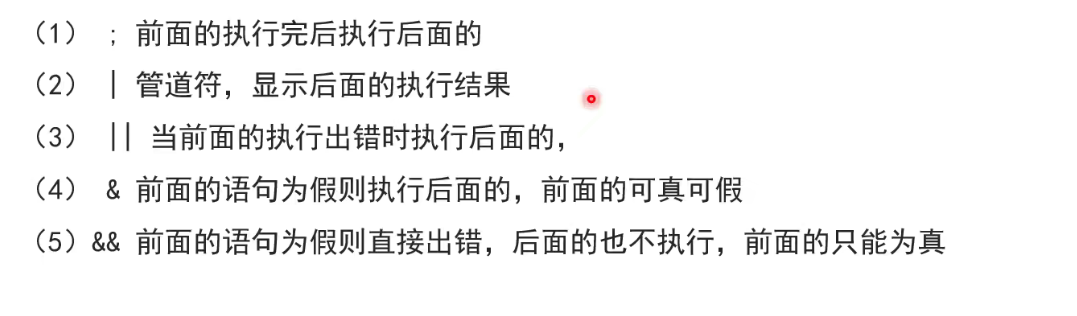 （1） ; 前面的执行完后执行后面的
（2） | 管道符，显示后面的执行结果
（3） || 当前面的执行出错时执行后面的，
（4） & 前面的语句为假则执行后面的，前面的可真可假
（5）&& 前面的语句为假则直接出错，后面的也不执行，前面的只能为真